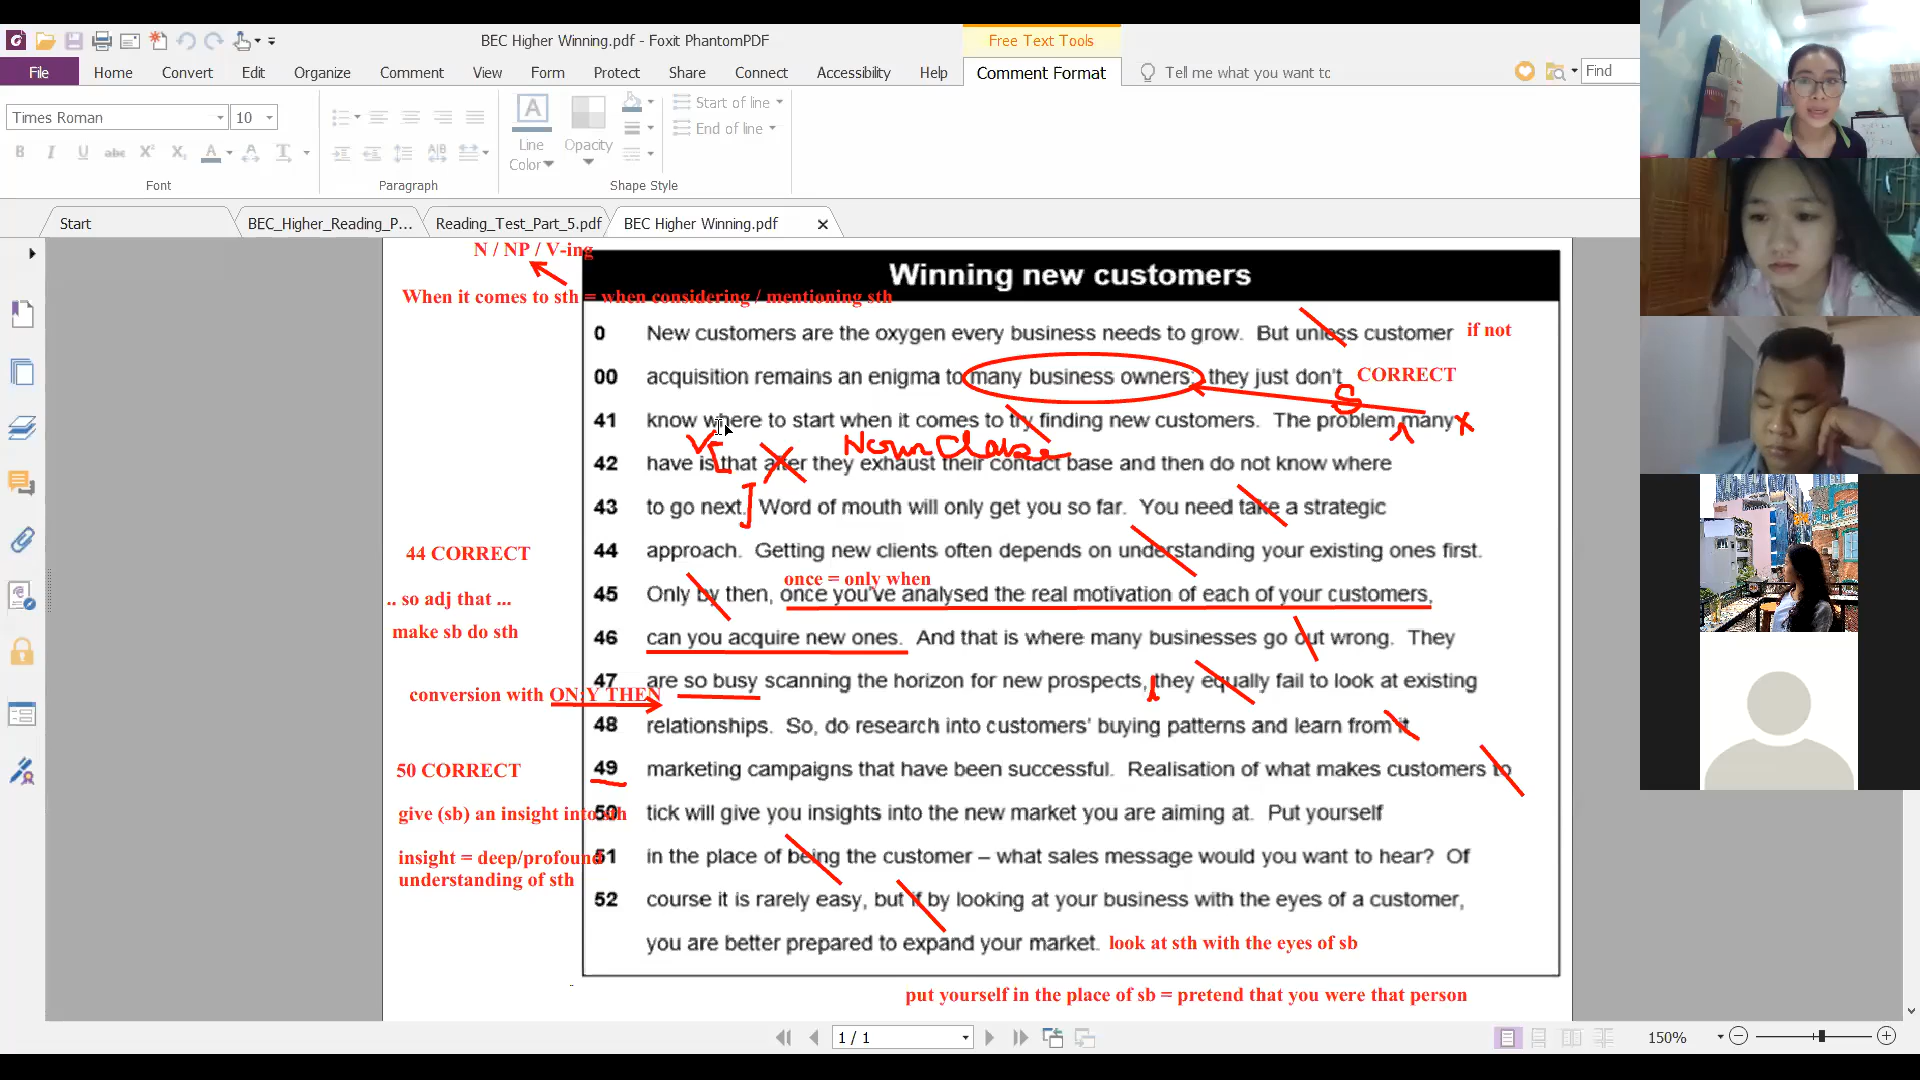 BEC Higher Winning.pdf - Foxit PhantomPDF
Free Text Tools
File Home Convert Edit Organize Comment View Form Protect Share Connect Accessibility Help Comment Format Tell me what you want to Find
Times Roman 10
Start of line
End of line
B I U abc X² X₂ A A T
Line Color
Opacity
Font Paragraph Shape Style
Start BEC_Higher_Reading_P... Reading_Test_Part_5.pdf BEC Higher Winning.pdf
N / NP / V-ing
Winning new customers
When it comes to sth = when considering / mentioning sth
0 New customers are the oxygen every business needs to grow. But unless customer if not
00 acquisition remains an enigma to many business owners, they just don't CORRECT
S
41 know where to start when it comes to try finding new customers. The problem many x
V Noun Clause
42 have is that after they exhaust their contact base and then do not know where
43 to go next. Word of mouth will only get you so far. You need take a strategic
44 CORRECT
44 approach. Getting new clients often depends on understanding your existing ones first.
once = only when
.. so adj that ...
45 Only by then, once you've analysed the real motivation of each of your customers,
make sb do sth
46 can you acquire new ones. And that is where many businesses go out wrong. They
47 are so busy scanning the horizon for new prospects, they equally fail to look at existing
conversion with ON:Y THEN
48 relationships. So, do research into customers' buying patterns and learn from it
50 CORRECT
49 marketing campaigns that have been successful. Realisation of what makes customers to
give (sb) an insight into sth
50 tick will give you insights into the new market you are aiming at. Put yourself
insight = deep/profound
understanding of sth
51 in the place of being the customer – what sales message would you want to hear? Of
52 course it is rarely easy, but if by looking at your business with the eyes of a customer,
you are better prepared to expand your market. look at sth with the eyes of sb
put yourself in the place of sb = pretend that you were that person
1 / 1
150%